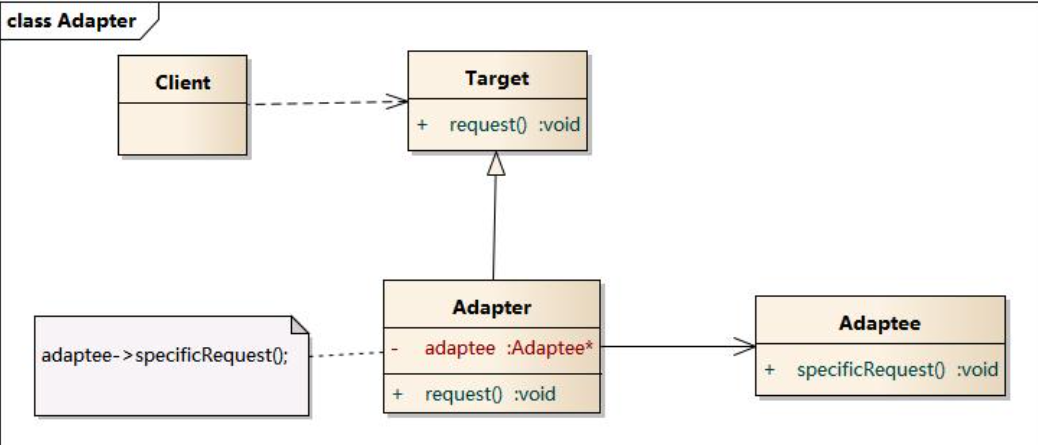 class Adapter
Client
Target
+ request() :void
Adapter
- adaptee :Adaptee*
+ request() :void
adaptee->specificRequest();
Adaptee
+ specificRequest() :void